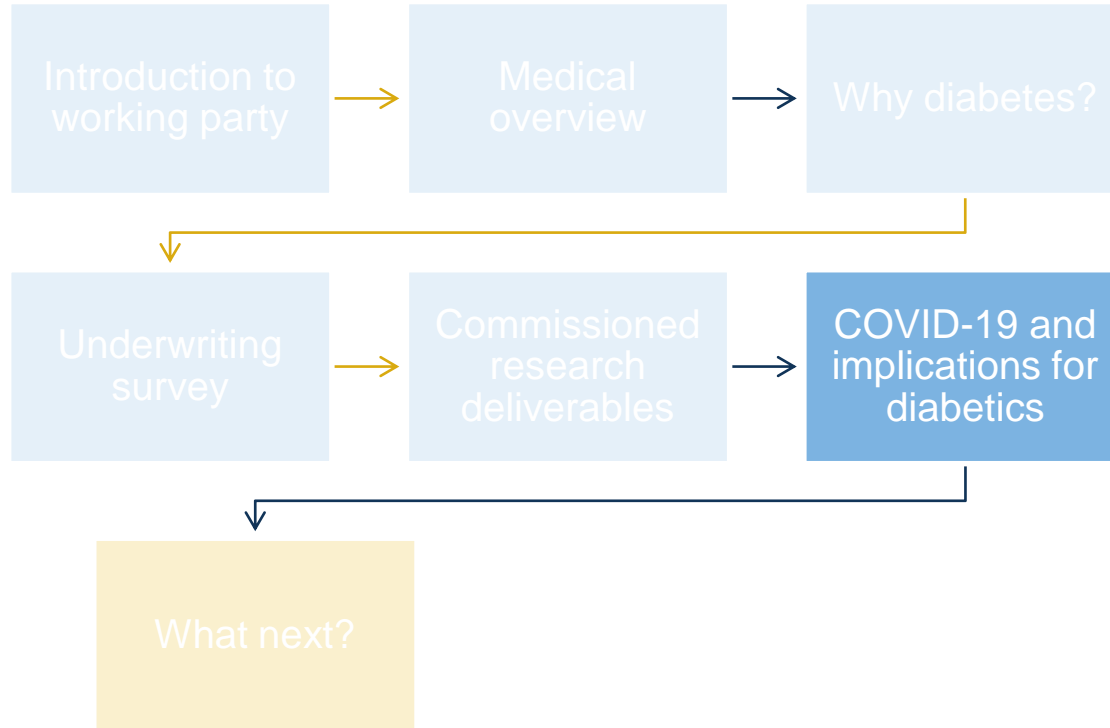 Introduction to
working party
Medical
overview
Why diabetes?
Underwriting
survey
Commissioned
research
deliverables
COVID-19 and
implications for
diabetics
What next?